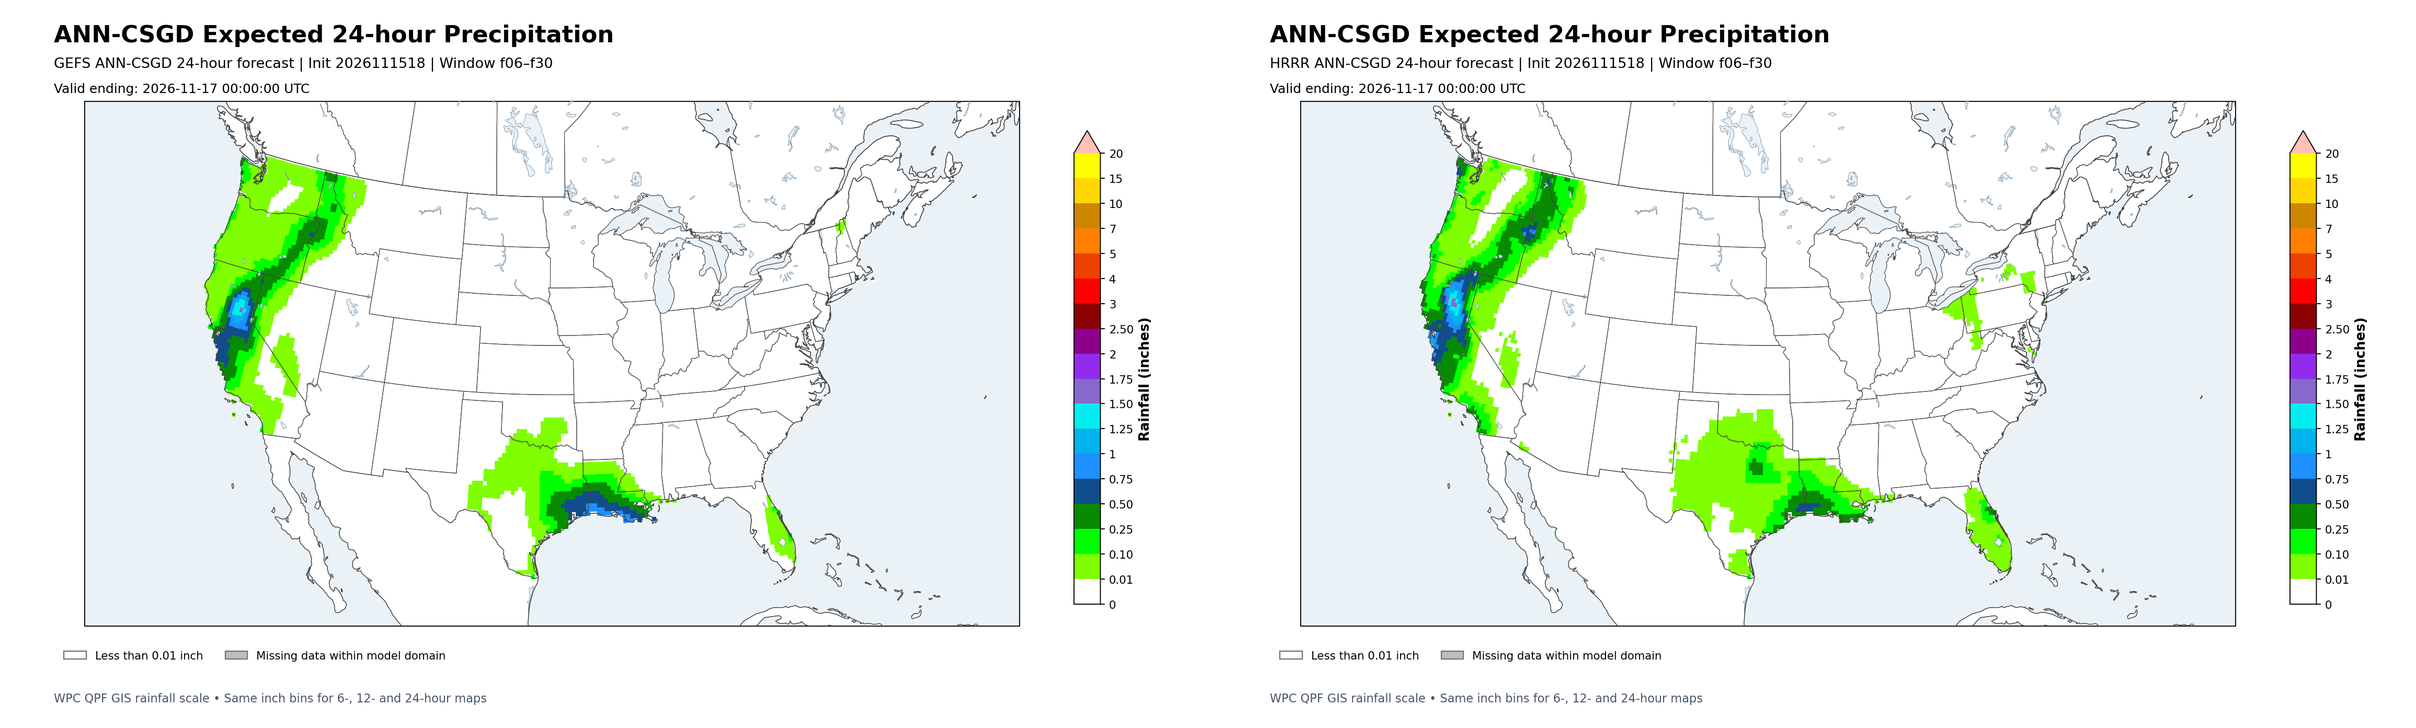 ANN-CSGD Expected 24-hour Precipitation
GEFS ANN-CSGD 24-hour forecast | Init 2026111518 | Window f06–f30
Valid ending: 2026-11-17 00:00:00 UTC
20
15
10
7
5
4
3
2.50
2
1.75
1.50
1.25
1
0.75
0.50
0.25
0.10
0.01
0
Rainfall (inches)
Less than 0.01 inch
Missing data within model domain
WPC QPF GIS rainfall scale • Same inch bins for 6-, 12- and 24-hour maps
ANN-CSGD Expected 24-hour Precipitation
HRRR ANN-CSGD 24-hour forecast | Init 2026111518 | Window f06–f30
Valid ending: 2026-11-17 00:00:00 UTC
20
15
10
7
5
4
3
2.50
2
1.75
1.50
1.25
1
0.75
0.50
0.25
0.10
0.01
0
Rainfall (inches)
Less than 0.01 inch
Missing data within model domain
WPC QPF GIS rainfall scale • Same inch bins for 6-, 12- and 24-hour maps